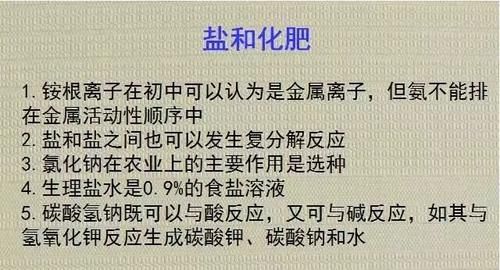 盐和化肥
1.铵根离子在初中可以认为是金属离子，但氨不能排
在金属活动性顺序中
2.盐和盐之间也可以发生复分解反应
3.氯化钠在农业上的主要作用是选种
4.生理盐水是0.9%的食盐溶液
5.碳酸氢钠既可以与酸反应，又可与碱反应，如其与
氢氧化钾反应生成碳酸钾、碳酸钠和水